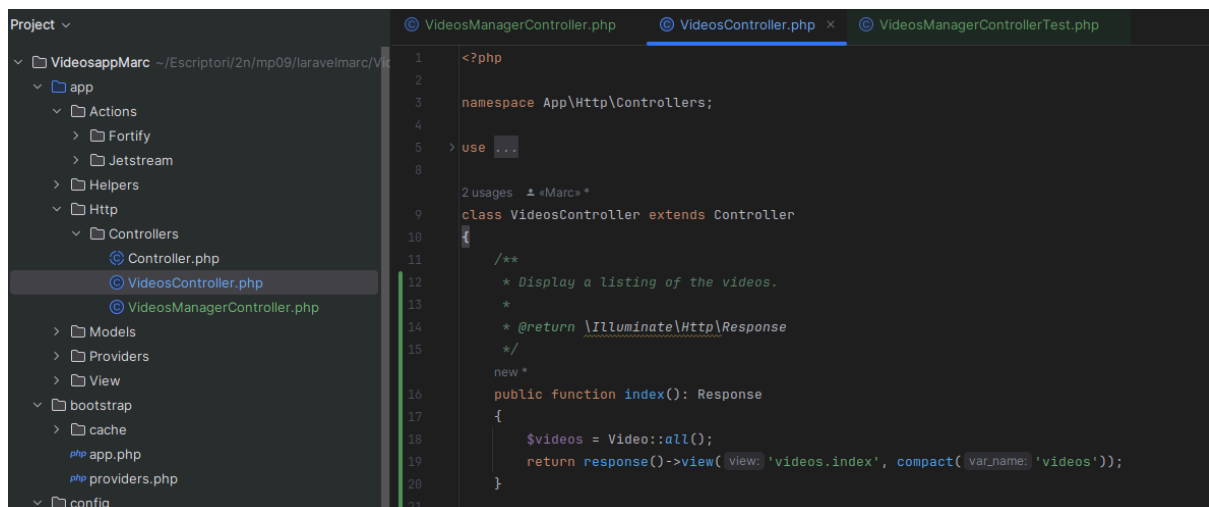 Project
VideosappMarc ~/Escriptori/2n/mp09/laravelmarc/
app
Actions
Fortify
Jetstream
Helpers
Http
Controllers
Controller.php
VideosController.php
VideosManagerController.php
Models
Providers
View
bootstrap
cache
php app.php
php providers.php
config
VideosManagerController.php VideosController.php × VideosManagerControllerTest.php
1 <?php
2
3 namespace App\Http\Controllers;
4
5 use ...
8
2 usages «Marc» *
9 class VideosController extends Controller
10 {
11 /**
12 * Display a listing of the videos.
13 *
14 * @return \Illuminate\Http\Response
15 */
new *
16 public function index(): Response
17 {
18 $videos = Video::all();
19 return response()->view( view: 'videos.index', compact( var_name: 'videos'));
20 }
21